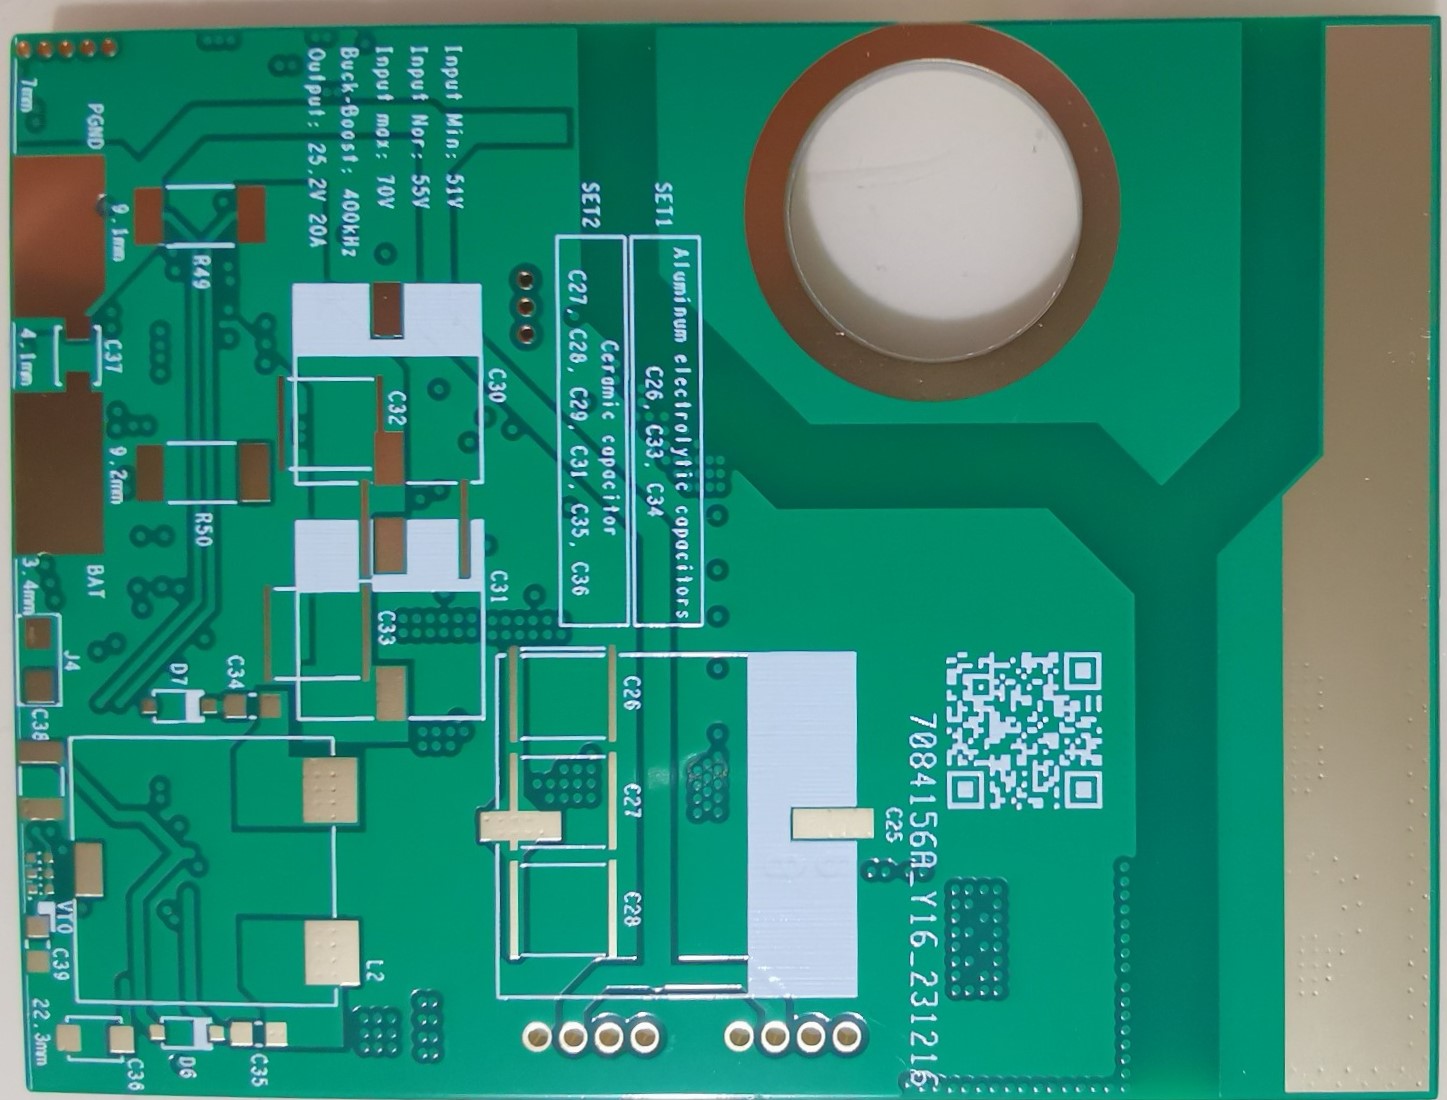 Input Min: 51V
Input Nor: 55V
Input max: 70V
Buck-Boost: 400kHz
Output: 25,2V 20A
SET1
Aluminum electrolytic capacitors
C26, C33, C34
SET2
Ceramic capacitor
C27, C28, C29, C31, C35, C36
7mm
PGND
9.1mm
R49
4.1mm
C37
9.2mm
R50
BAT
3.4mm
J4
C38
C30
C32
C31
C33
D7
C34
C26
C27
C28
C25
7084156A_Y16_231216
V10
C39
L2
22.3mm
C36
D6
C35